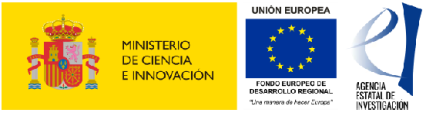 MINISTERIO
DE CIENCIA
E INNOVACIÓN
UNIÓN EUROPEA
FONDO EUROPEO DE
DESARROLLO REGIONAL
"Una manera de hacer Europa"
AGENCIA
ESTATAL DE
INVESTIGACIÓN